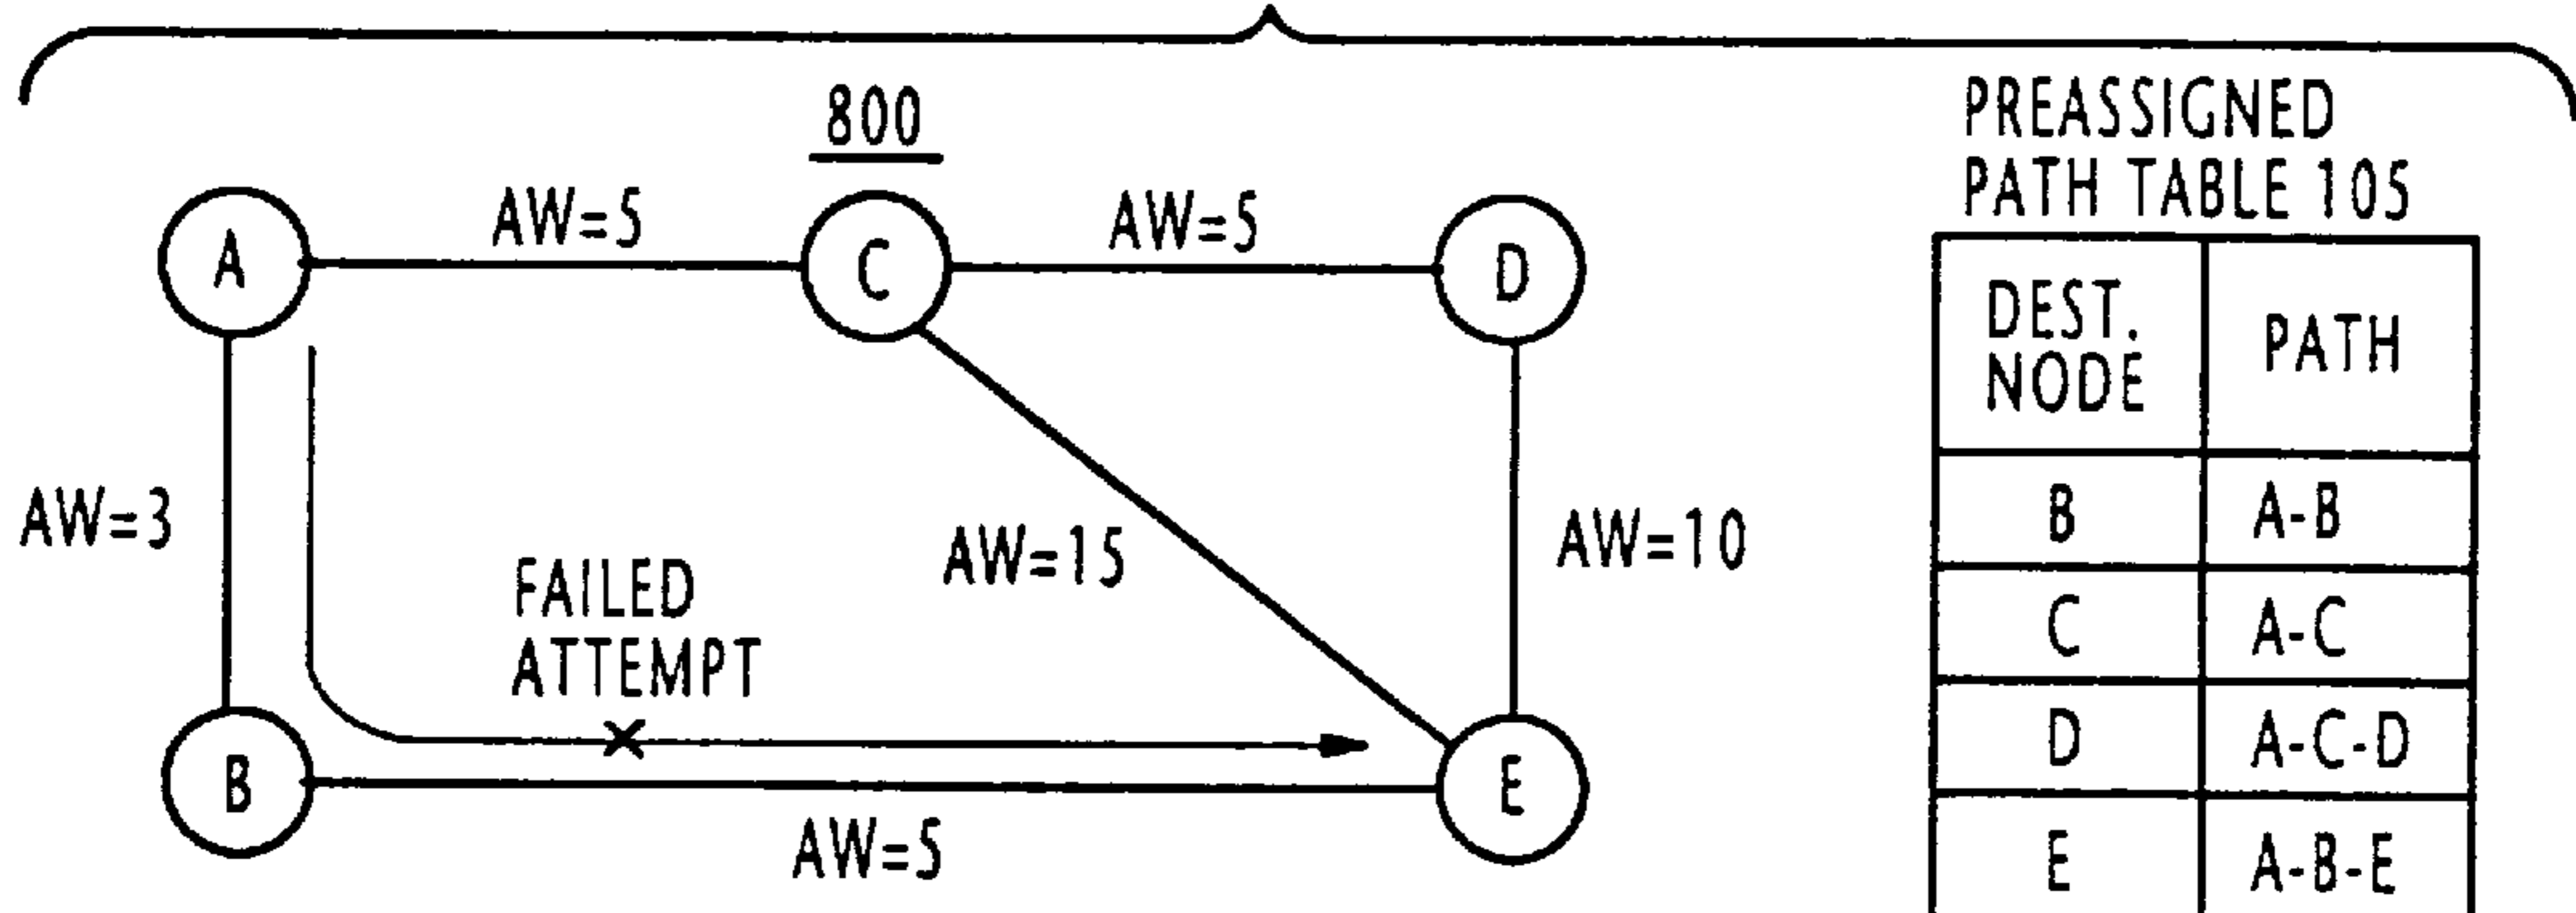 800
AW=5
AW=5
A
C
D
AW=3
AW=15
AW=10
FAILED
ATTEMPT
B
E
AW=5
PREASSIGNED
PATH TABLE 105
DEST.
NODE
PATH
B A-B
C A-C
D A-C-D
E A-B-E